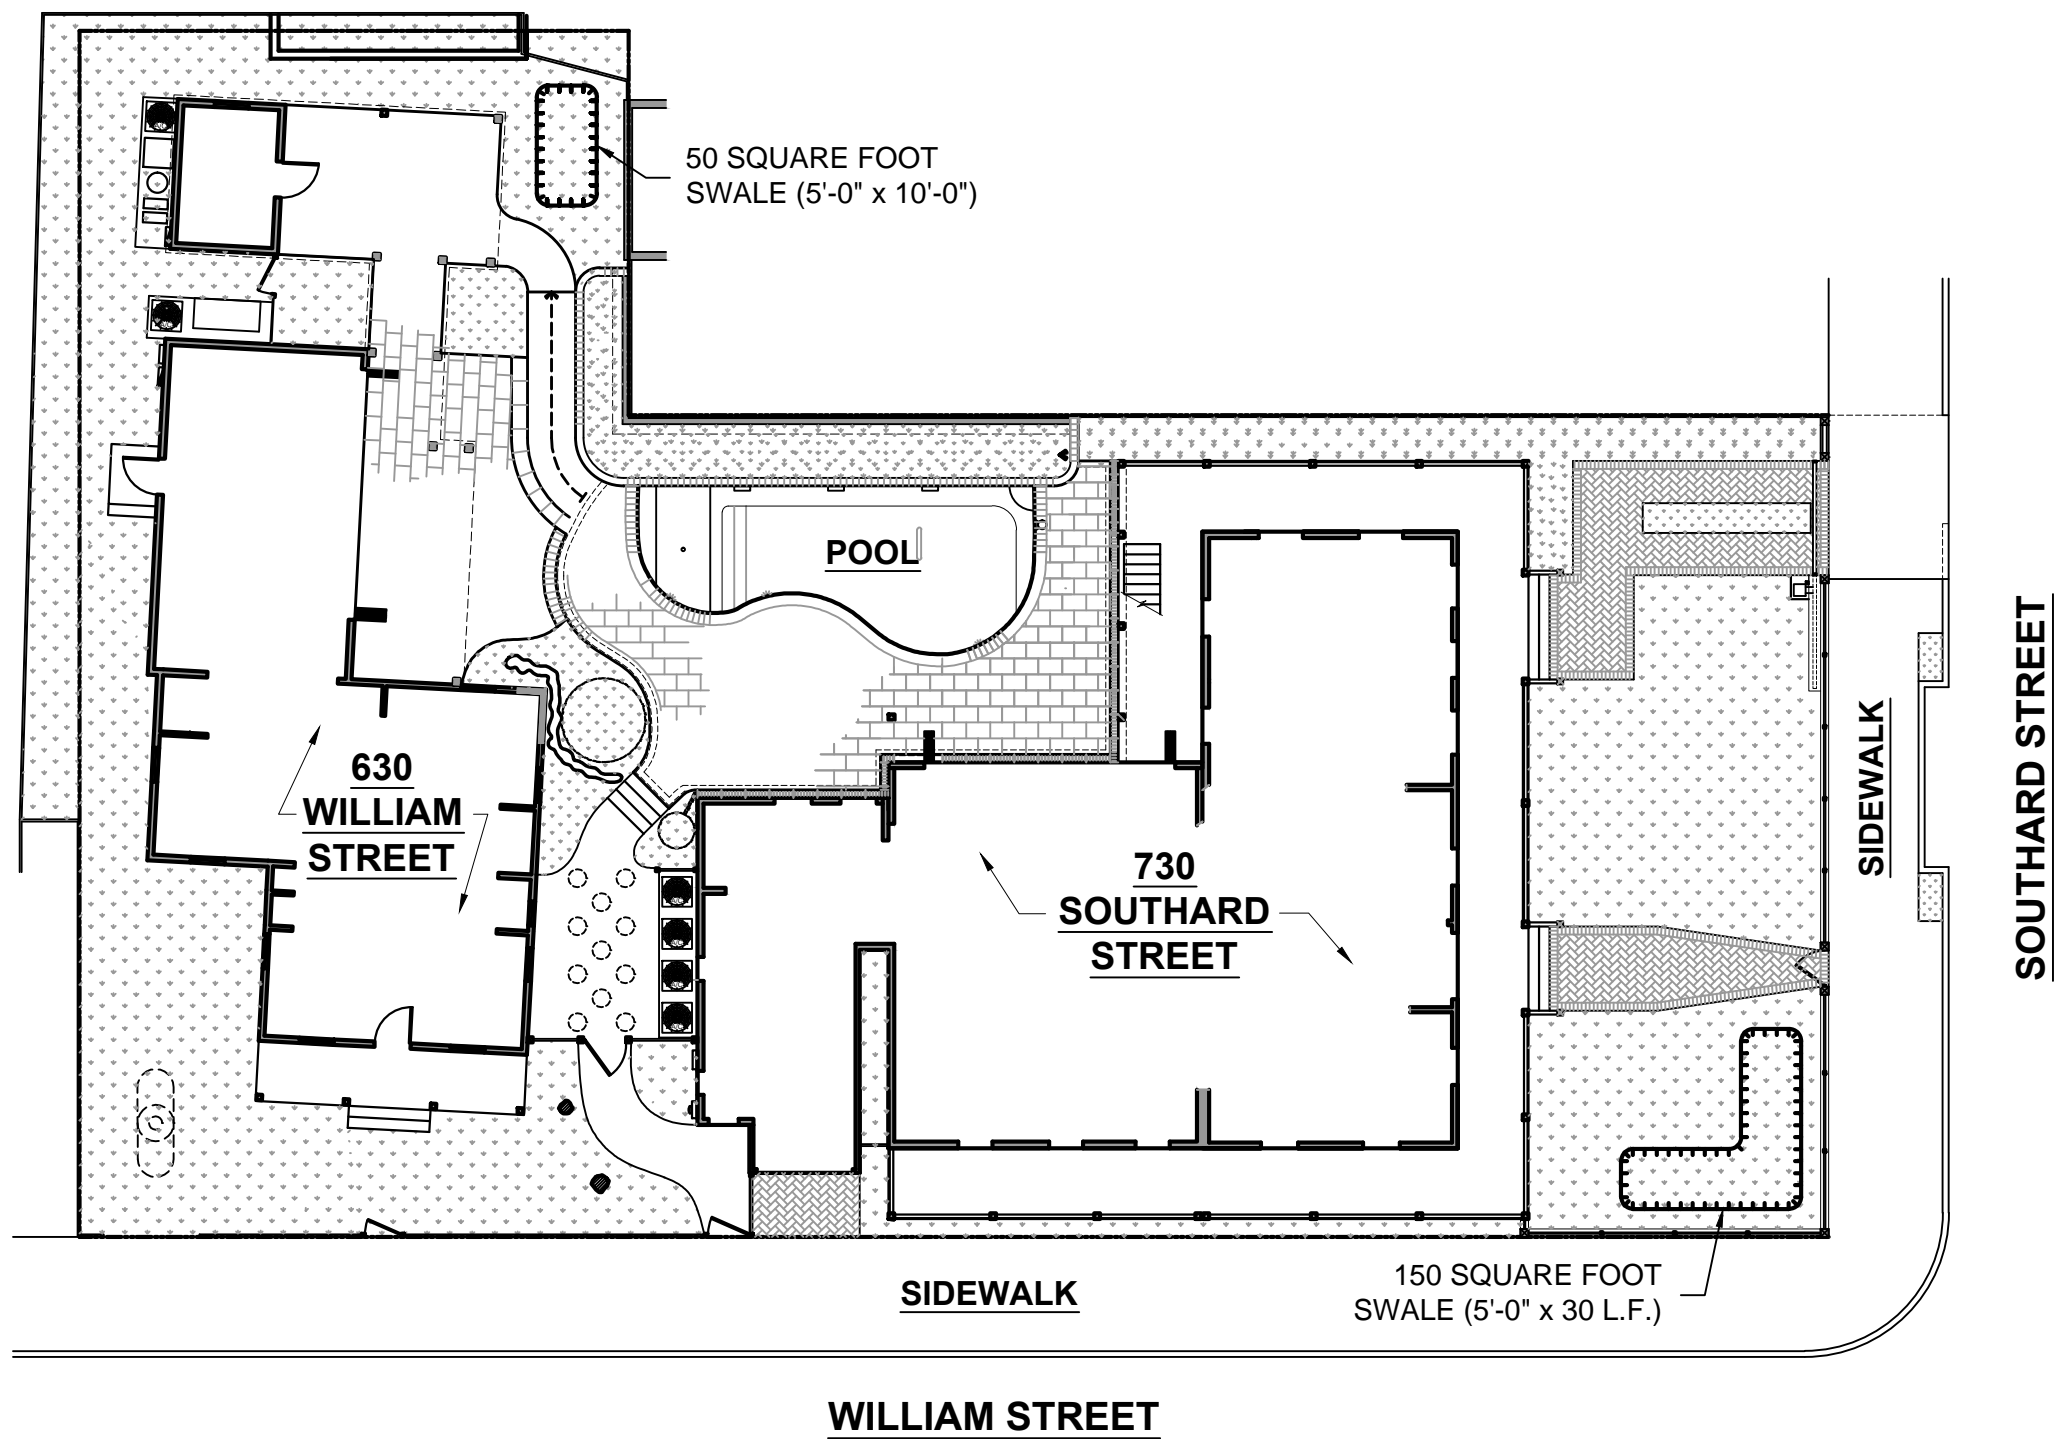 50 SQUARE FOOT
SWALE (5'-0" x 10'-0")
POOL
630
WILLIAM
STREET
730
SOUTHARD
STREET
SIDEWALK
SOUTHARD STREET
150 SQUARE FOOT
SWALE (5'-0" x 30 L.F.)
SIDEWALK
WILLIAM STREET